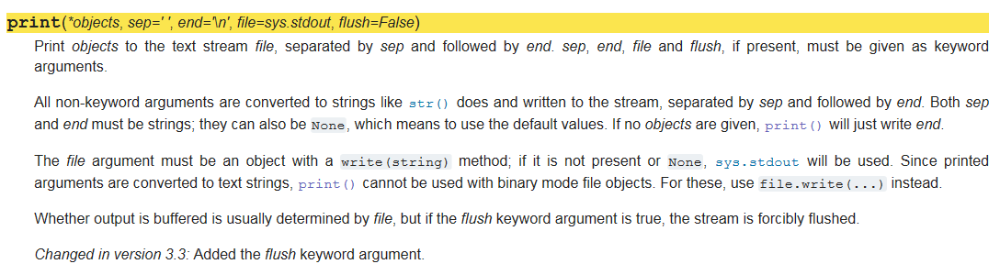 print(*objects, sep=' ', end='\n', file=sys.stdout, flush=False)
Print objects to the text stream file, separated by sep and followed by end. sep, end, file and flush, if present, must be given as keyword
arguments.
All non-keyword arguments are converted to strings like str() does and written to the stream, separated by sep and followed by end. Both sep
and end must be strings; they can also be None, which means to use the default values. If no objects are given, print() will just write end.
The file argument must be an object with a write(string) method; if it is not present or None, sys.stdout will be used. Since printed
arguments are converted to text strings, print() cannot be used with binary mode file objects. For these, use file.write(...) instead.
Whether output is buffered is usually determined by file, but if the flush keyword argument is true, the stream is forcibly flushed.
Changed in version 3.3: Added the flush keyword argument.